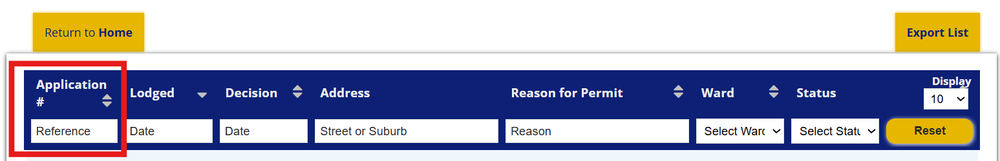 Return to Home
Export List
Application
#
Lodged
Decision
Address
Reason for Permit
Ward
Status
Display
10
Reference
Date
Date
Street or Suburb
Reason
Select Ward
Select Statu
Reset